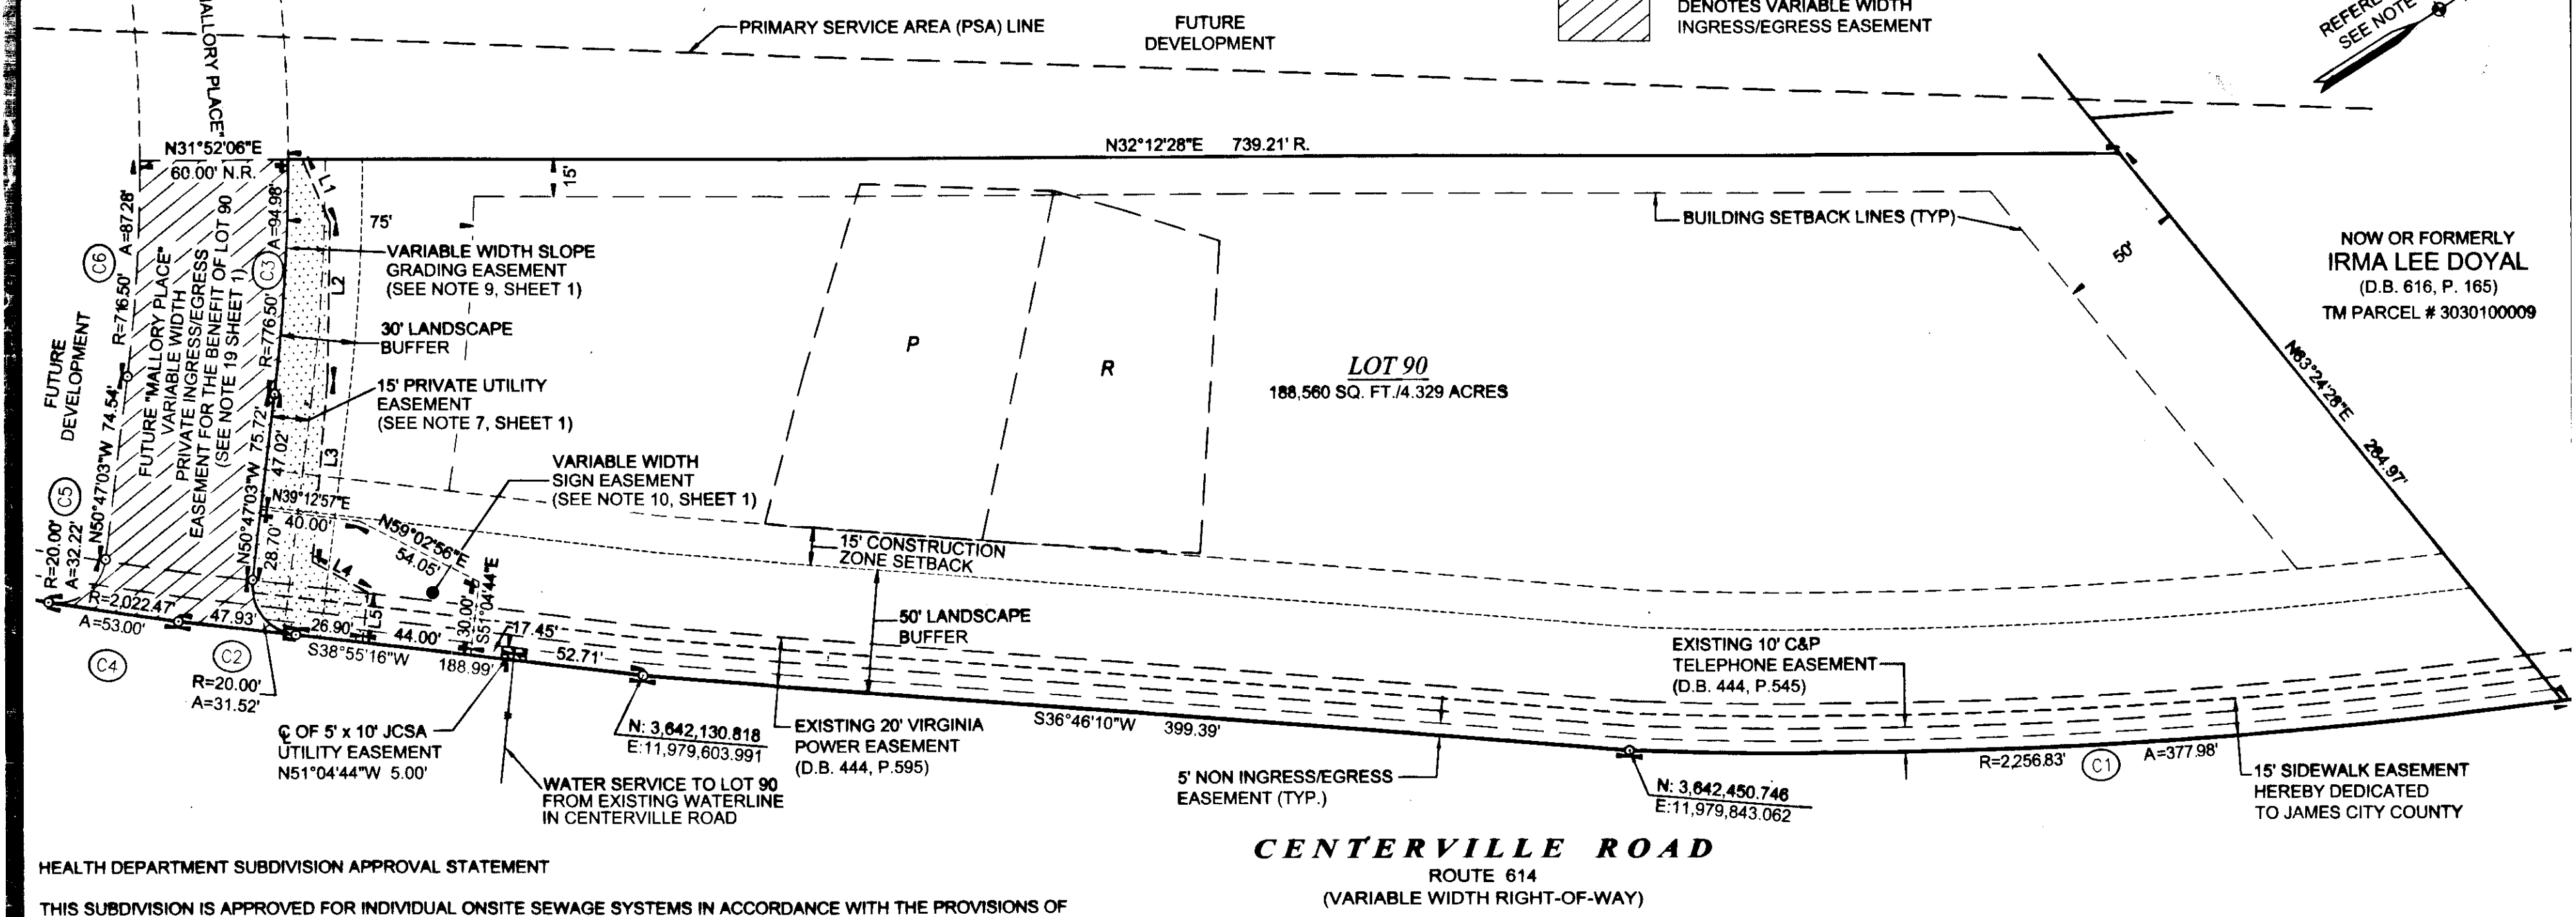 MALLORY PLACE"
PRIMARY SERVICE AREA (PSA) LINE
FUTURE
DEVELOPMENT
DENOTES VARIABLE WIDTH
INGRESS/EGRESS EASEMENT
SEE NOTE
N31°52'06"E
60.00' N.R.
N32°12'28"E 739.21' R.
15'
L1
75'
L2
L3
A=87.28'
R=716.50'
C6
A=94.98'
C3
R=776.50'
FUTURE
DEVELOPMENT
FUTURE "MALLORY PLACE"
VARIABLE WIDTH
PRIVATE INGRESS/EGRESS
EASEMENT FOR THE BENEFIT OF LOT 90
(SEE NOTE 19 SHEET 1)
VARIABLE WIDTH SLOPE
GRADING EASEMENT
(SEE NOTE 9, SHEET 1)
30' LANDSCAPE
BUFFER
15' PRIVATE UTILITY
EASEMENT
(SEE NOTE 7, SHEET 1)
VARIABLE WIDTH
SIGN EASEMENT
(SEE NOTE 10, SHEET 1)
P
R
LOT 90
188,560 SQ. FT./4.329 ACRES
BUILDING SETBACK LINES (TYP)
50'
NOW OR FORMERLY
IRMA LEE DOYAL
(D.B. 616, P. 165)
TM PARCEL # 3030100009
N63°24'28"E 264.97'
N50°47'03"W 74.54'
C5
R=20.00'
A=32.22'
N50°47'03"W 75.72'
47.02'
28.70'
N39°12'57"E
40.00'
N59°02'56"E
54.05'
L4
L5
30.00'
S51°04'44"E
15' CONSTRUCTION
ZONE SETBACK
50' LANDSCAPE
BUFFER
R=2,022.47'
A=53.00'
C4
47.93'
C2
26.90'
44.00'
17.45'
52.71'
S38°55'16"W 188.99'
R=20.00'
A=31.52'
℄ OF 5' x 10' JCSA
UTILITY EASEMENT
N51°04'44"W 5.00'
N: 3,642,130.818
E:11,979,603.991
WATER SERVICE TO LOT 90
FROM EXISTING WATERLINE
IN CENTERVILLE ROAD
EXISTING 20' VIRGINIA
POWER EASEMENT
(D.B. 444, P.595)
S36°46'10"W 399.39'
5' NON INGRESS/EGRESS
EASEMENT (TYP.)
EXISTING 10' C&P
TELEPHONE EASEMENT
(D.B. 444, P.545)
N: 3,642,450.746
E:11,979,843.062
R=2,256.83' C1 A=377.98'
15' SIDEWALK EASEMENT
HEREBY DEDICATED
TO JAMES CITY COUNTY
CENTERVILLE ROAD
ROUTE 614
(VARIABLE WIDTH RIGHT-OF-WAY)
HEALTH DEPARTMENT SUBDIVISION APPROVAL STATEMENT
THIS SUBDIVISION IS APPROVED FOR INDIVIDUAL ONSITE SEWAGE SYSTEMS IN ACCORDANCE WITH THE PROVISIONS OF